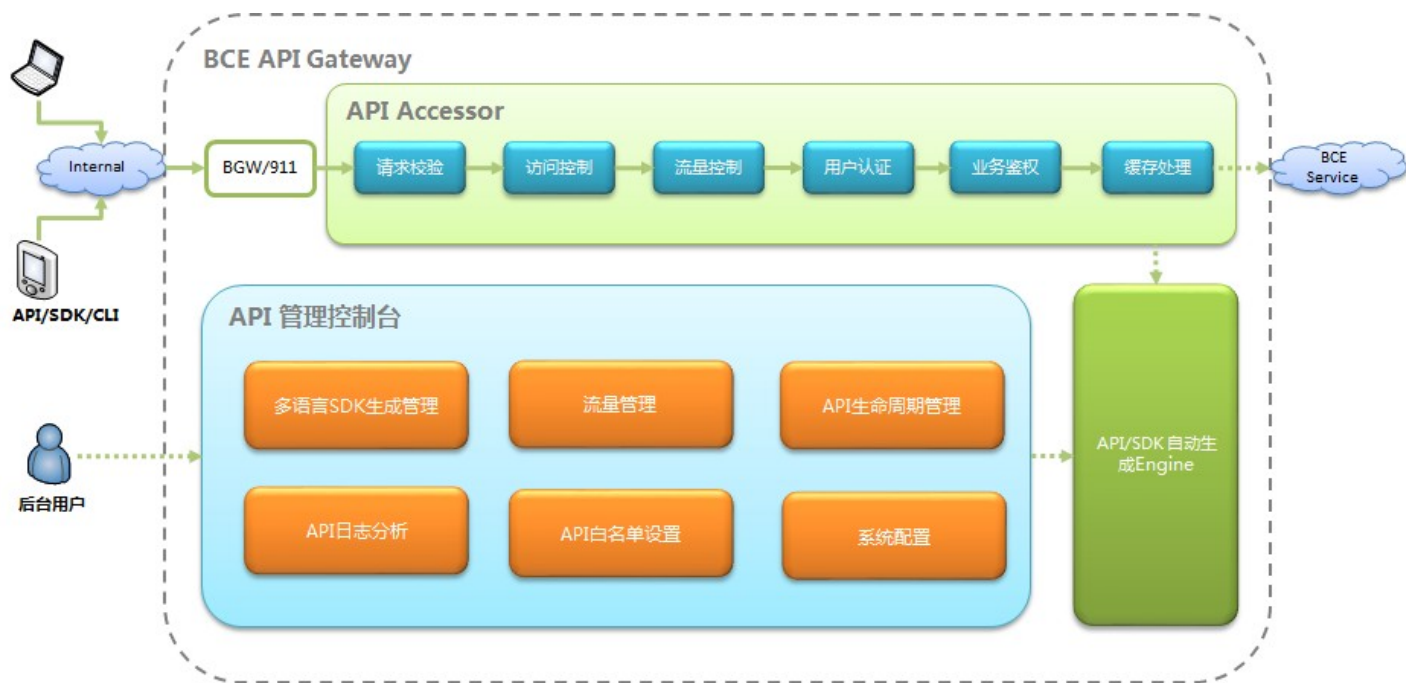 BCE API Gateway
API Accessor
Internal
BGW/911
请求校验
访问控制
流量控制
用户认证
业务鉴权
缓存处理
BCE
Service
API/SDK/CLI
API 管理控制台
多语言SDK生成管理
流量管理
API生命周期管理
API/SDK 自动生
成Engine
后台用户
API日志分析
API白名单设置
系统配置